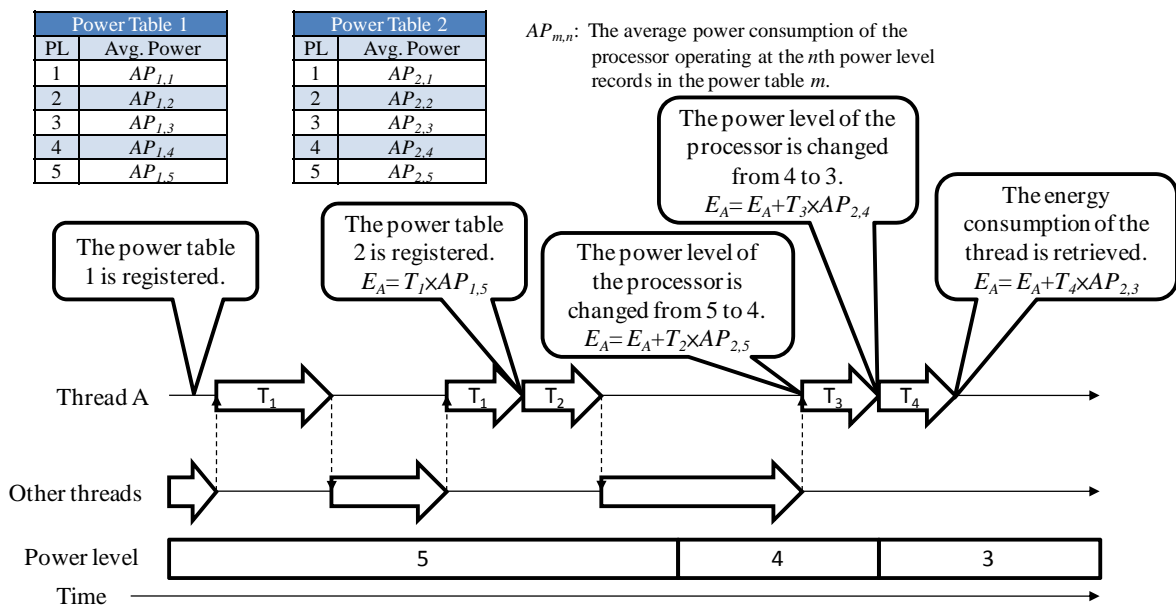 Power Table 1
PL Avg. Power
1 AP1,1
2 AP1,2
3 AP1,3
4 AP1,4
5 AP1,5
Power Table 2
PL Avg. Power
1 AP2,1
2 AP2,2
3 AP2,3
4 AP2,4
5 AP2,5
APm,n: The average power consumption of the
processor operating at the nth power level
records in the power table m.
The power table
1 is registered.
The power table
2 is registered.
EA= T1×AP1,5
The power level of
the processor is
changed from 5 to 4.
EA= EA+T2×AP2,5
The power level of the
processor is changed
from 4 to 3.
EA= EA+T3×AP2,4
The energy
consumption of the
thread is retrieved.
EA= EA+T4×AP2,3
Thread A
T1
T1
T2
T3
T4
Other threads
Power level
5
4
3
Time